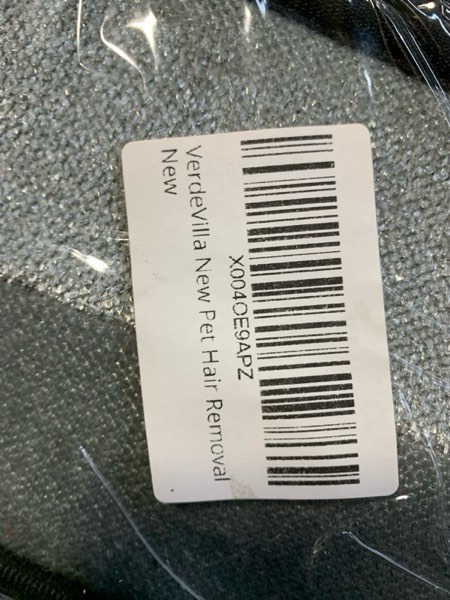 X004OE9APZ
VerdeVilla New Pet Hair Removal
New